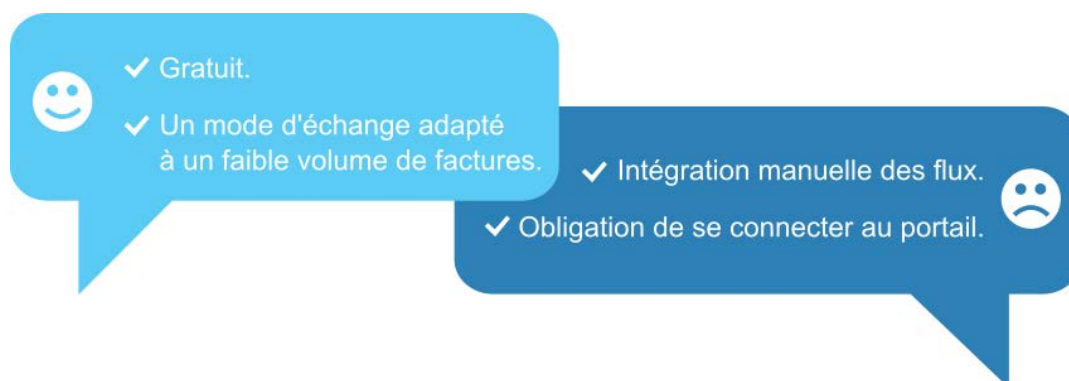 Gratuit.
Un mode d'échange adapté
à un faible volume de factures.
Intégration manuelle des flux.
Obligation de se connecter au portail.